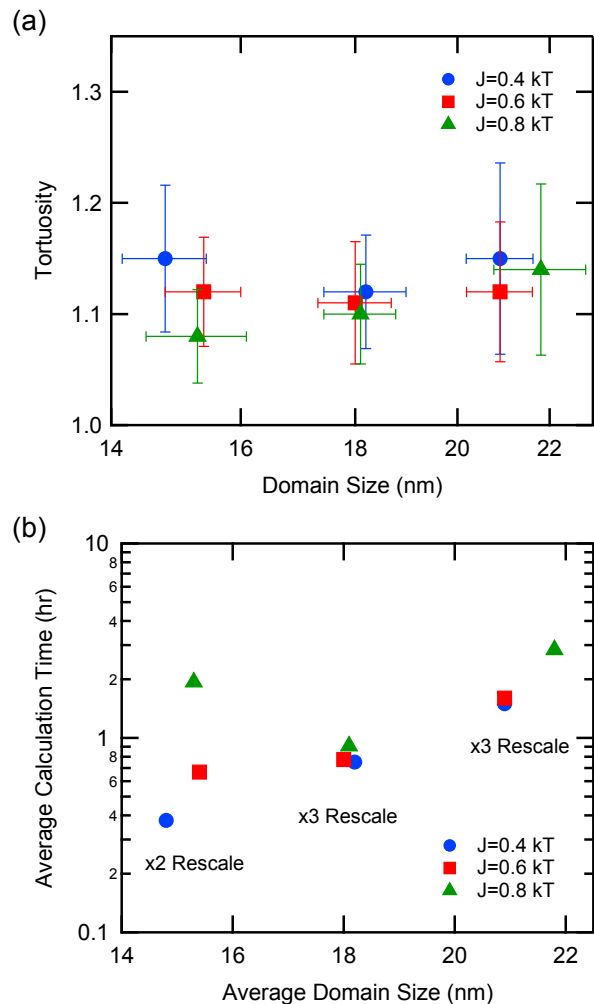 (a)
Tortuosity
1.3
1.2
1.1
1.0
J=0.4 kT
J=0.6 kT
J=0.8 kT
14 16 18 20 22
Domain Size (nm)
(b)
Average Calculation Time (hr)
10
8
6
4
2
1
8
6
4
2
0.1
x2 Rescale
x3 Rescale
x3 Rescale
J=0.4 kT
J=0.6 kT
J=0.8 kT
14 16 18 20 22
Average Domain Size (nm)